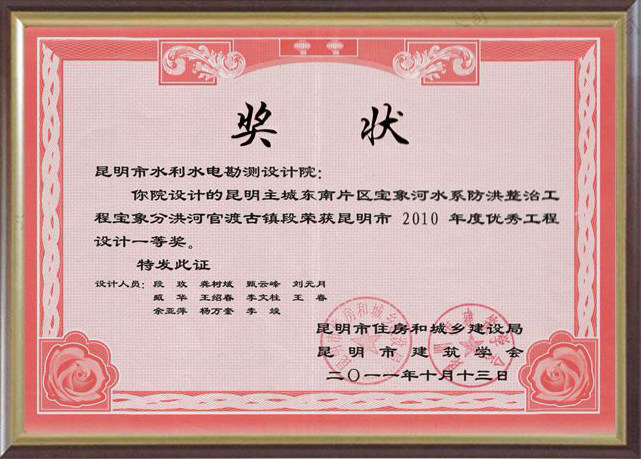 奖状
昆明市水利水电勘测设计院：
你院设计的昆明主城东南片区宝象河水系防洪整治工
程宝象分洪河官渡古镇段荣获昆明市 2010 年度优秀工程
设计一等奖。
特发此证
设计人员：段 玫 龚树斌 甄云峰 刘元月
臧 华 王绍春 李文柱 王 春
余亚萍 杨万奎 李 焌
昆明市住房和城乡建设局
昆明市建筑学会
二〇一一年十月十三日